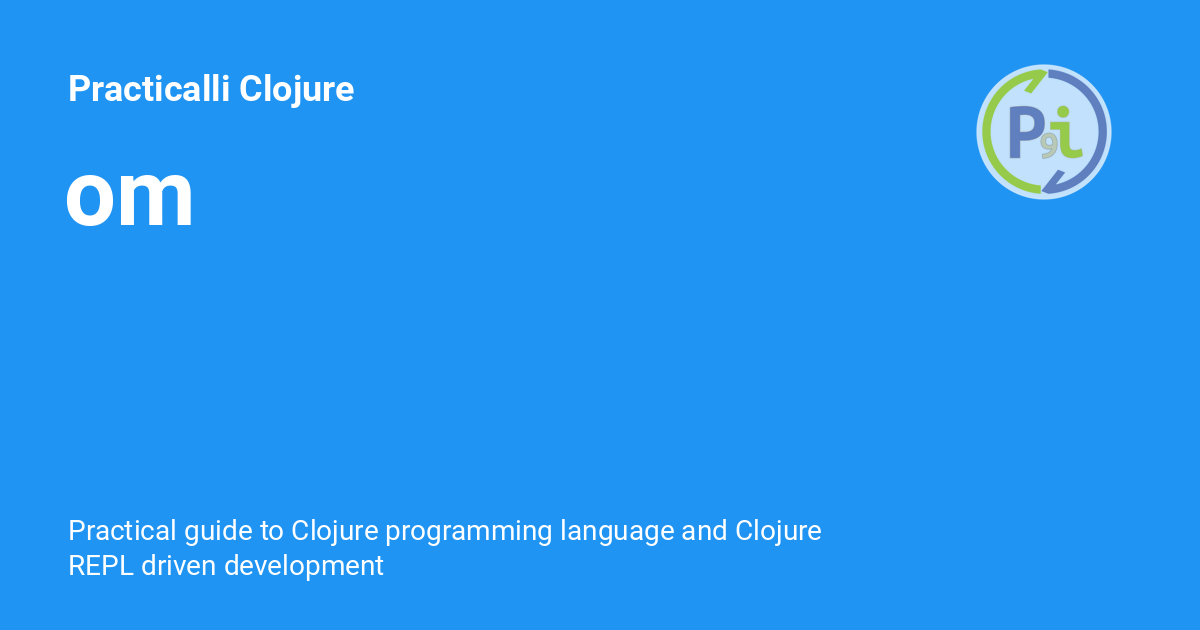 Practicalli Clojure
om
P9i
Practical guide to Clojure programming language and Clojure
REPL driven development